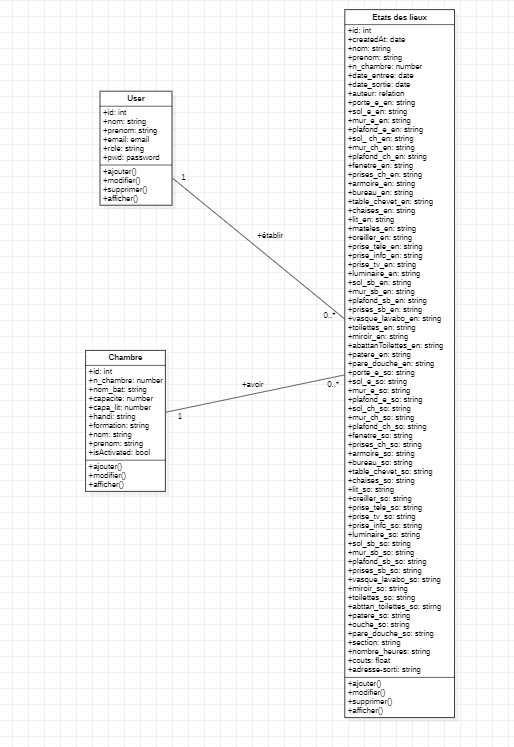 User
+id: int
+nom: string
+prenom: string
+email: email
+role: string
+pwd: password
+ajouter()
+modifier()
+supprimer()
+afficher()
1
+établir
0..*
Chambre
+id: int
+n_chambre: number
+nom_bat: string
+capacite: number
+capa_lit: number
+handi: string
+formation: string
+nom: string
+prenom: string
+isActivated: bool
+ajouter()
+modifier()
+afficher()
1
+avoir
0..*
Etats des lieux
+id: int
+createdAt: date
+nom: string
+prenom: string
+n_chambre: number
+date_entree: date
+date_sortie: date
+auteur: relation
+porte_e_en: string
+sol_e_en: string
+mur_e_en: string
+plafond_e_en: string
+sol_ ch_en: string
+mur_ch_en: string
+plafond_ch_en: string
+fenetre_en: string
+prises_ch_en: string
+armoire_en: string
+bureau_en: string
+table_chevet_en: string
+chaises_en: string
+lit_en: string
+mateles_en: string
+oreiller_en: string
+prise_tele_en: string
+prise_info_en: string
+prise_tv_en: string
+luminaire_en: string
+sol_sb_en: string
+mur_sb_en: string
+plafond_sb_en: string
+prises_sb_en: string
+vasque_lavabo_en: string
+toilettes_en: string
+miroir_en: string
+abattanToilettes_en: string
+patere_en: string
+pare_douche_en: string
+porte_e_so: string
+sol_e_so: string
+mur_e_so: string
+plafond_e_so: string
+sol_ch_so: string
+mur_ch_so: string
+plafond_ch_so: string
+fenetre_so: string
+prises_ch_so: string
+armoire_so: string
+bureau_so: string
+table_chevet_so: string
+chaises_so: string
+lit_so: string
+oreiller_so: string
+prise_tele_so: string
+prise_tv_so: string
+prise_info_so: string
+luminaire_so: string
+sol_sb_so: string
+mur_sb_so: string
+plafond_sb_so: string
+prises_sb_so: string
+vasque_lavabo_so: string
+miroir_so: string
+toilettes_so: string
+abttan_toilettes_so: stirng
+patere_so: string
+ouche_so: string
+pare_douche_so: string
+section: string
+nombre_heures: string
+couts: float
+adresse-sorti: string
+ajouter()
+modifier()
+supprimer()
+afficher()